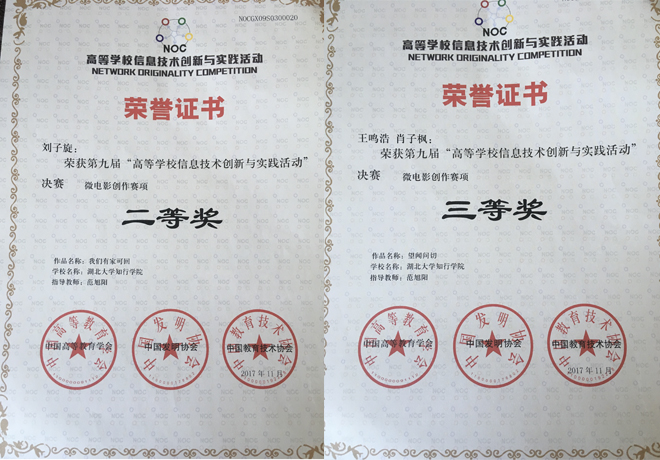 NOCGX09S0300020
NOC
高等学校信息技术创新与实践活动
NETWORK ORIGINALITY COMPETITION
荣誉证书
刘子旋：
荣获第九届“高等学校信息技术创新与实践活动”
决赛 微电影创作赛项
二等奖
作品名称：我们有家可回
学校名称：湖北大学知行学院
指导教师：范旭阳
中国高等教育学会
中国发明协会
中国教育技术协会
2017年11月
NOC
高等学校信息技术创新与实践活动
NETWORK ORIGINALITY COMPETITION
荣誉证书
王鸣浩 肖子枫：
荣获第九届“高等学校信息技术创新与实践活动”
决赛 微电影创作赛项
三等奖
作品名称：望闻问切
学校名称：湖北大学知行学院
指导教师：范旭阳
中国高等教育学会
中国发明协会
中国教育技术协会
2017年11月